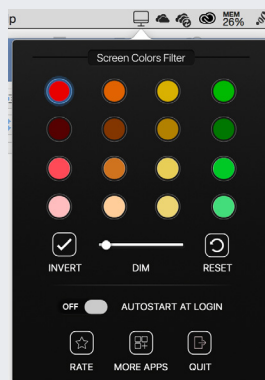 p MEM
26%
Screen Colors Filter
INVERT DIM RESET
OFF AUTOSTART AT LOGIN
RATE MORE APPS QUIT